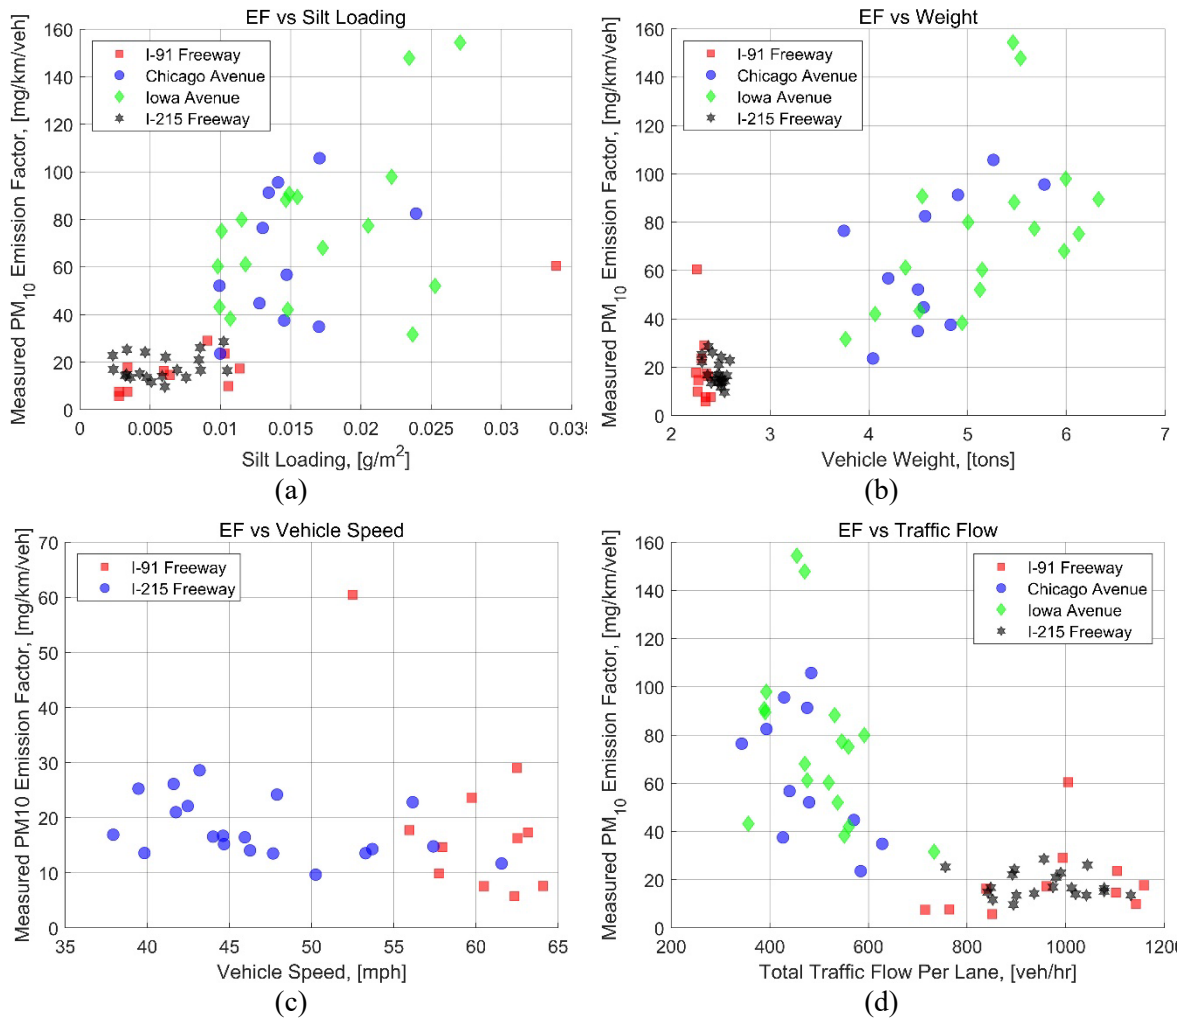 EF vs Silt Loading
160
140
120
100
80
60
40
20
0
Measured PM10 Emission Factor, [mg/km/veh]
I-91 Freeway
Chicago Avenue
Iowa Avenue
I-215 Freeway
0 0.005 0.01 0.015 0.02 0.025 0.03 0.035
Silt Loading, [g/m2]
(a)
EF vs Weight
160
140
120
100
80
60
40
20
0
Measured PM10 Emission Factor, [mg/km/veh]
I-91 Freeway
Chicago Avenue
Iowa Avenue
I-215 Freeway
2 3 4 5 6 7
Vehicle Weight, [tons]
(b)
EF vs Vehicle Speed
70
60
50
40
30
20
10
0
Measured PM10 Emission Factor, [mg/km/veh]
I-91 Freeway
I-215 Freeway
35 40 45 50 55 60 65
Vehicle Speed, [mph]
(c)
EF vs Traffic Flow
160
140
120
100
80
60
40
20
0
Measured PM10 Emission Factor, [mg/km/veh]
I-91 Freeway
Chicago Avenue
Iowa Avenue
I-215 Freeway
200 400 600 800 1000 1200
Total Traffic Flow Per Lane, [veh/hr]
(d)